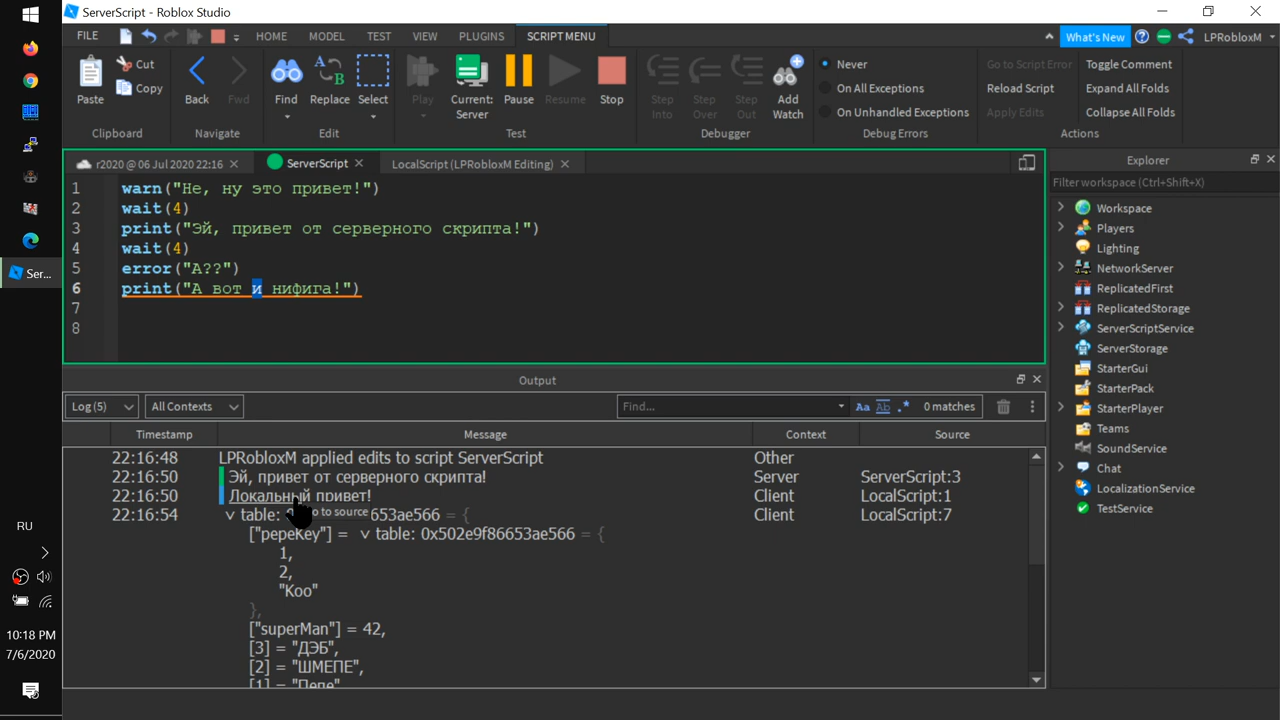 ServerScript - Roblox Studio
FILE HOME MODEL TEST VIEW PLUGINS SCRIPT MENU What's New LPRobloxM
Paste Cut Copy Back Fwd Find Replace Select Play Current: Server Pause Resume Stop Step Into Step Over Step Out Add Watch Never On All Exceptions On Unhandled Exceptions Go to Script Error Reload Script Apply Edits Toggle Comment Expand All Folds Collapse All Folds
Clipboard Navigate Edit Test Debugger Debug Errors Actions
r2020 @ 06 Jul 2020 22:16 ServerScript LocalScript (LPRobloxM Editing)
1 warn("Не, ну это привет!")
2 wait(4)
3 print("Эй, привет от серверного скрипта!")
4 wait(4)
5 error("А??")
6 print("А вот и нифига!")
7
8
Explorer
Filter workspace (Ctrl+Shift+X)
Workspace
Players
Lighting
NetworkServer
ReplicatedFirst
ReplicatedStorage
ServerScriptService
ServerStorage
StarterGui
StarterPack
StarterPlayer
Teams
SoundService
Chat
LocalizationService
TestService
Output
Log (5) All Contexts Find... Aa Ab .* 0 matches
Timestamp Message Context Source
22:16:48 LPRobloxM applied edits to script ServerScript Other
22:16:50 Эй, привет от серверного скрипта! Server ServerScript:3
22:16:50 Локальный привет! Client LocalScript:1
22:16:54 v table: 653ae566 = { Client LocalScript:7
to source
["pepeKey"] = v table: 0x502e9f86653ae566 = {
1,
2,
"Koo"
},
["superMan"] = 42,
[3] = "ДЭБ",
[2] = "ШМЕПЕ",
[1] = "Пепе"
Ser...
RU
10:18 PM
7/6/2020